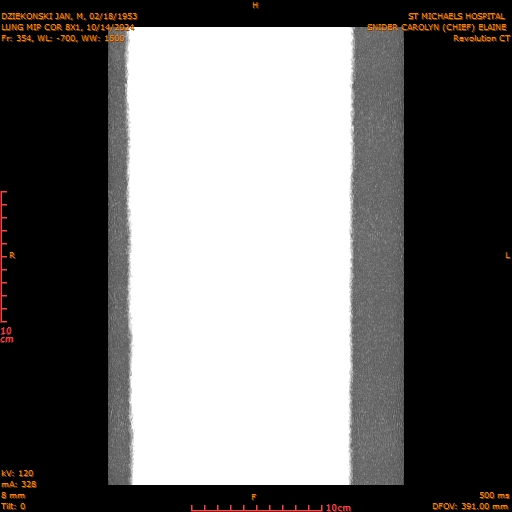 H
DZIEKONSKI JAN, M, 02/18/1953
LUNG MIP COR 8X1, 10/14/2024
Fr: 354, WL: -700, WW: 1600
ST MICHAELS HOSPITAL
SNIDER CAROLYN (CHIEF) ELAINE
Revolution CT
R
L
10
cm
kV: 120
mA: 328
8 mm
Tilt: 0
F
10cm
500 ms
DFOV: 391.00 mm